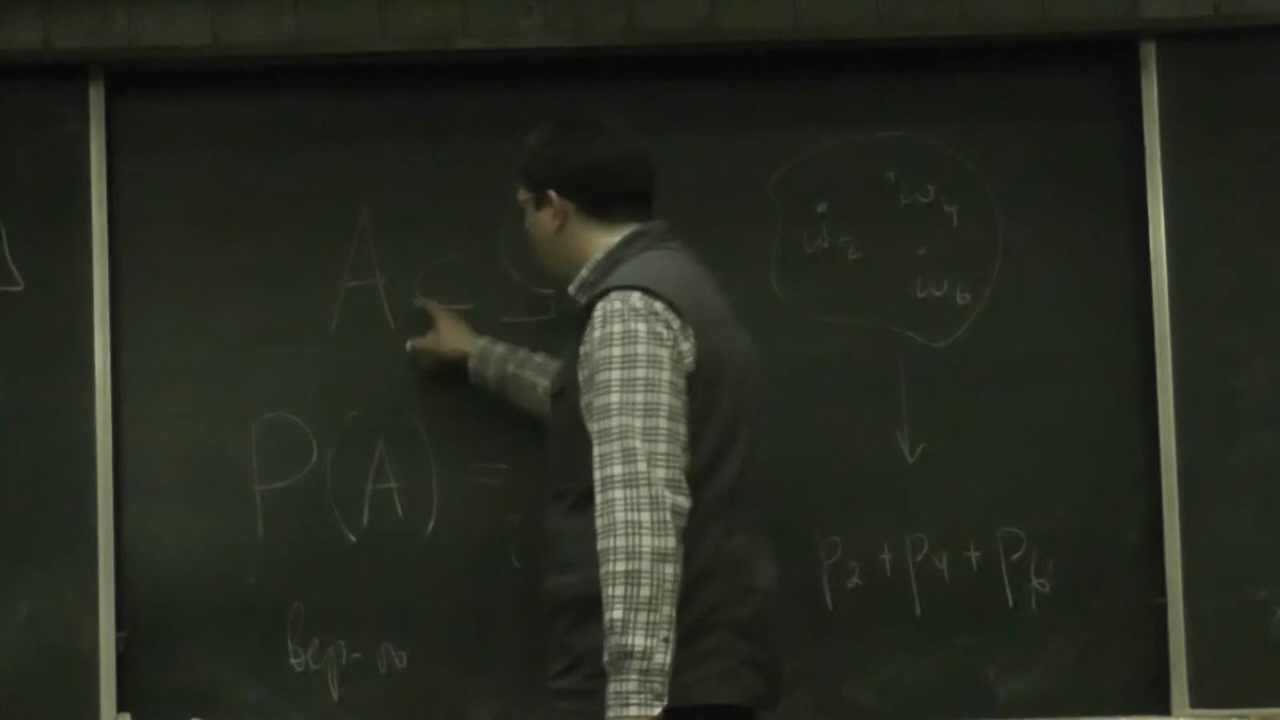 A ⊆ Ω
ω₂ ω₄ ω₆
P(A) =
p₂ + p₄ + p₆
вер-ть